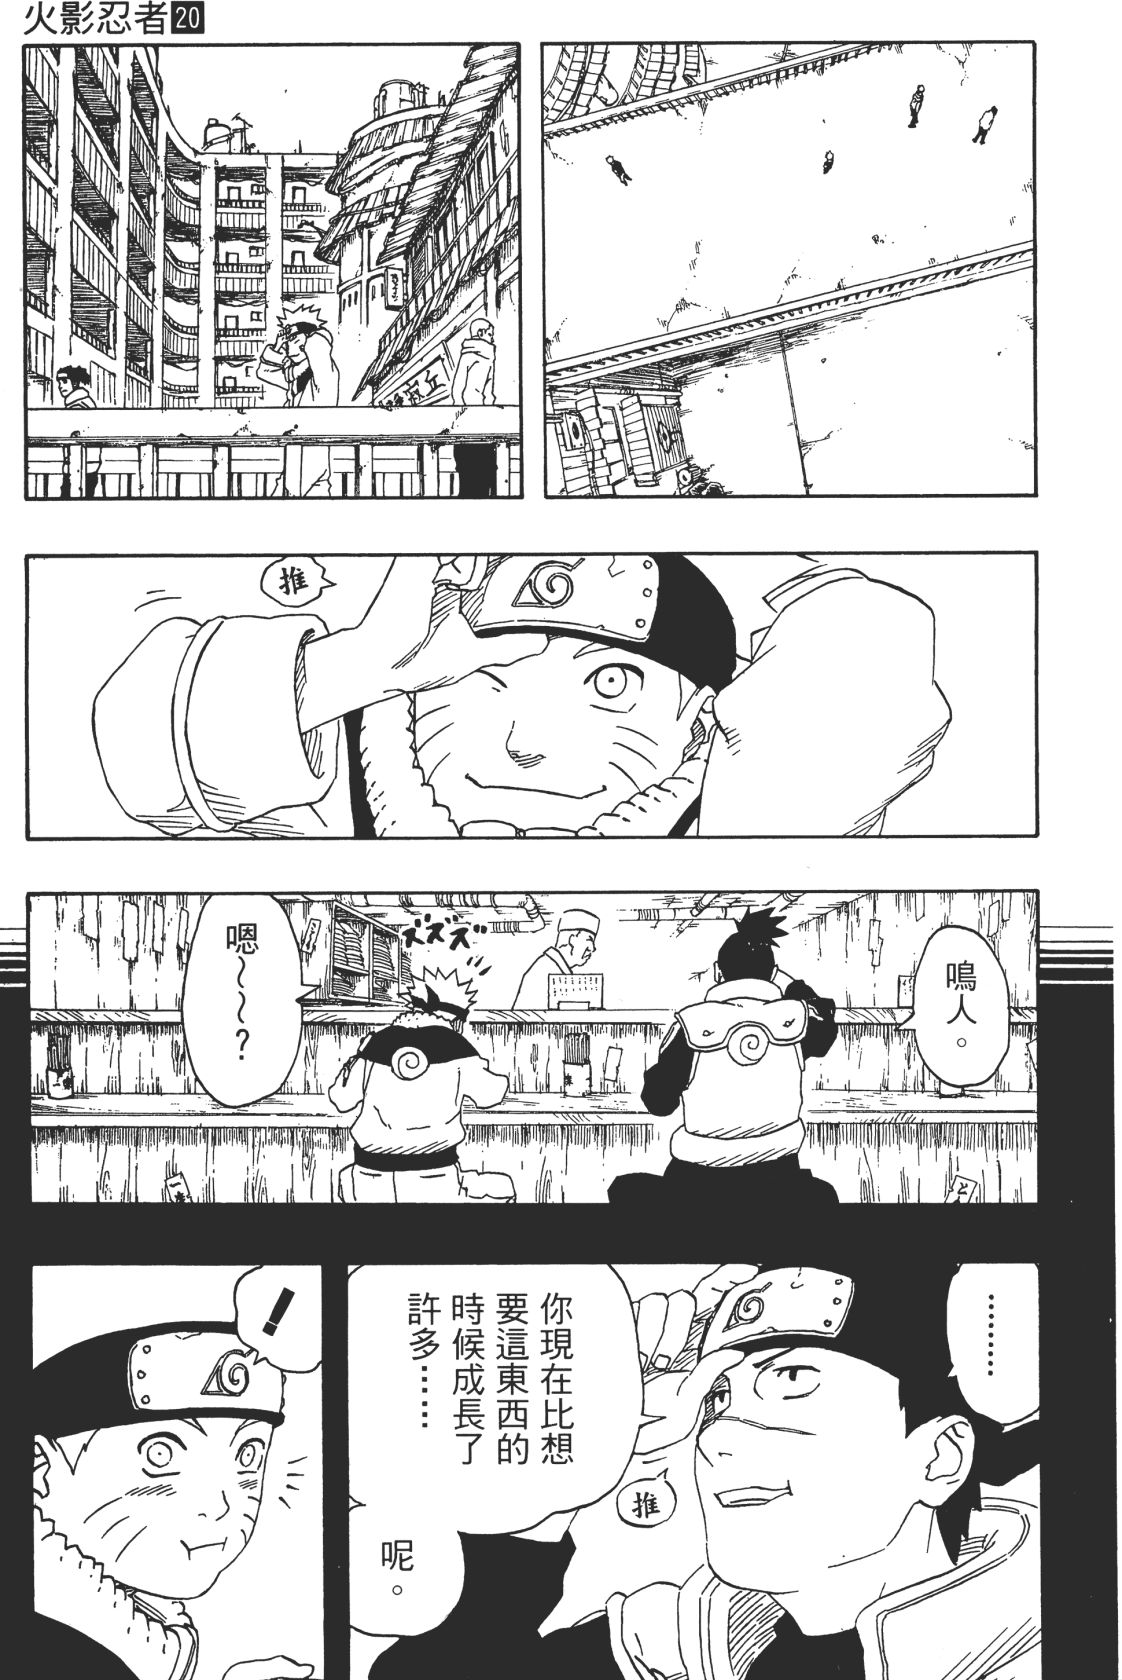 火影忍者20
推
鳴人。
嗯～～～?
ズズズ
………
你現在比想
要這東西的
時候成長了
許多……
呢。
推
!